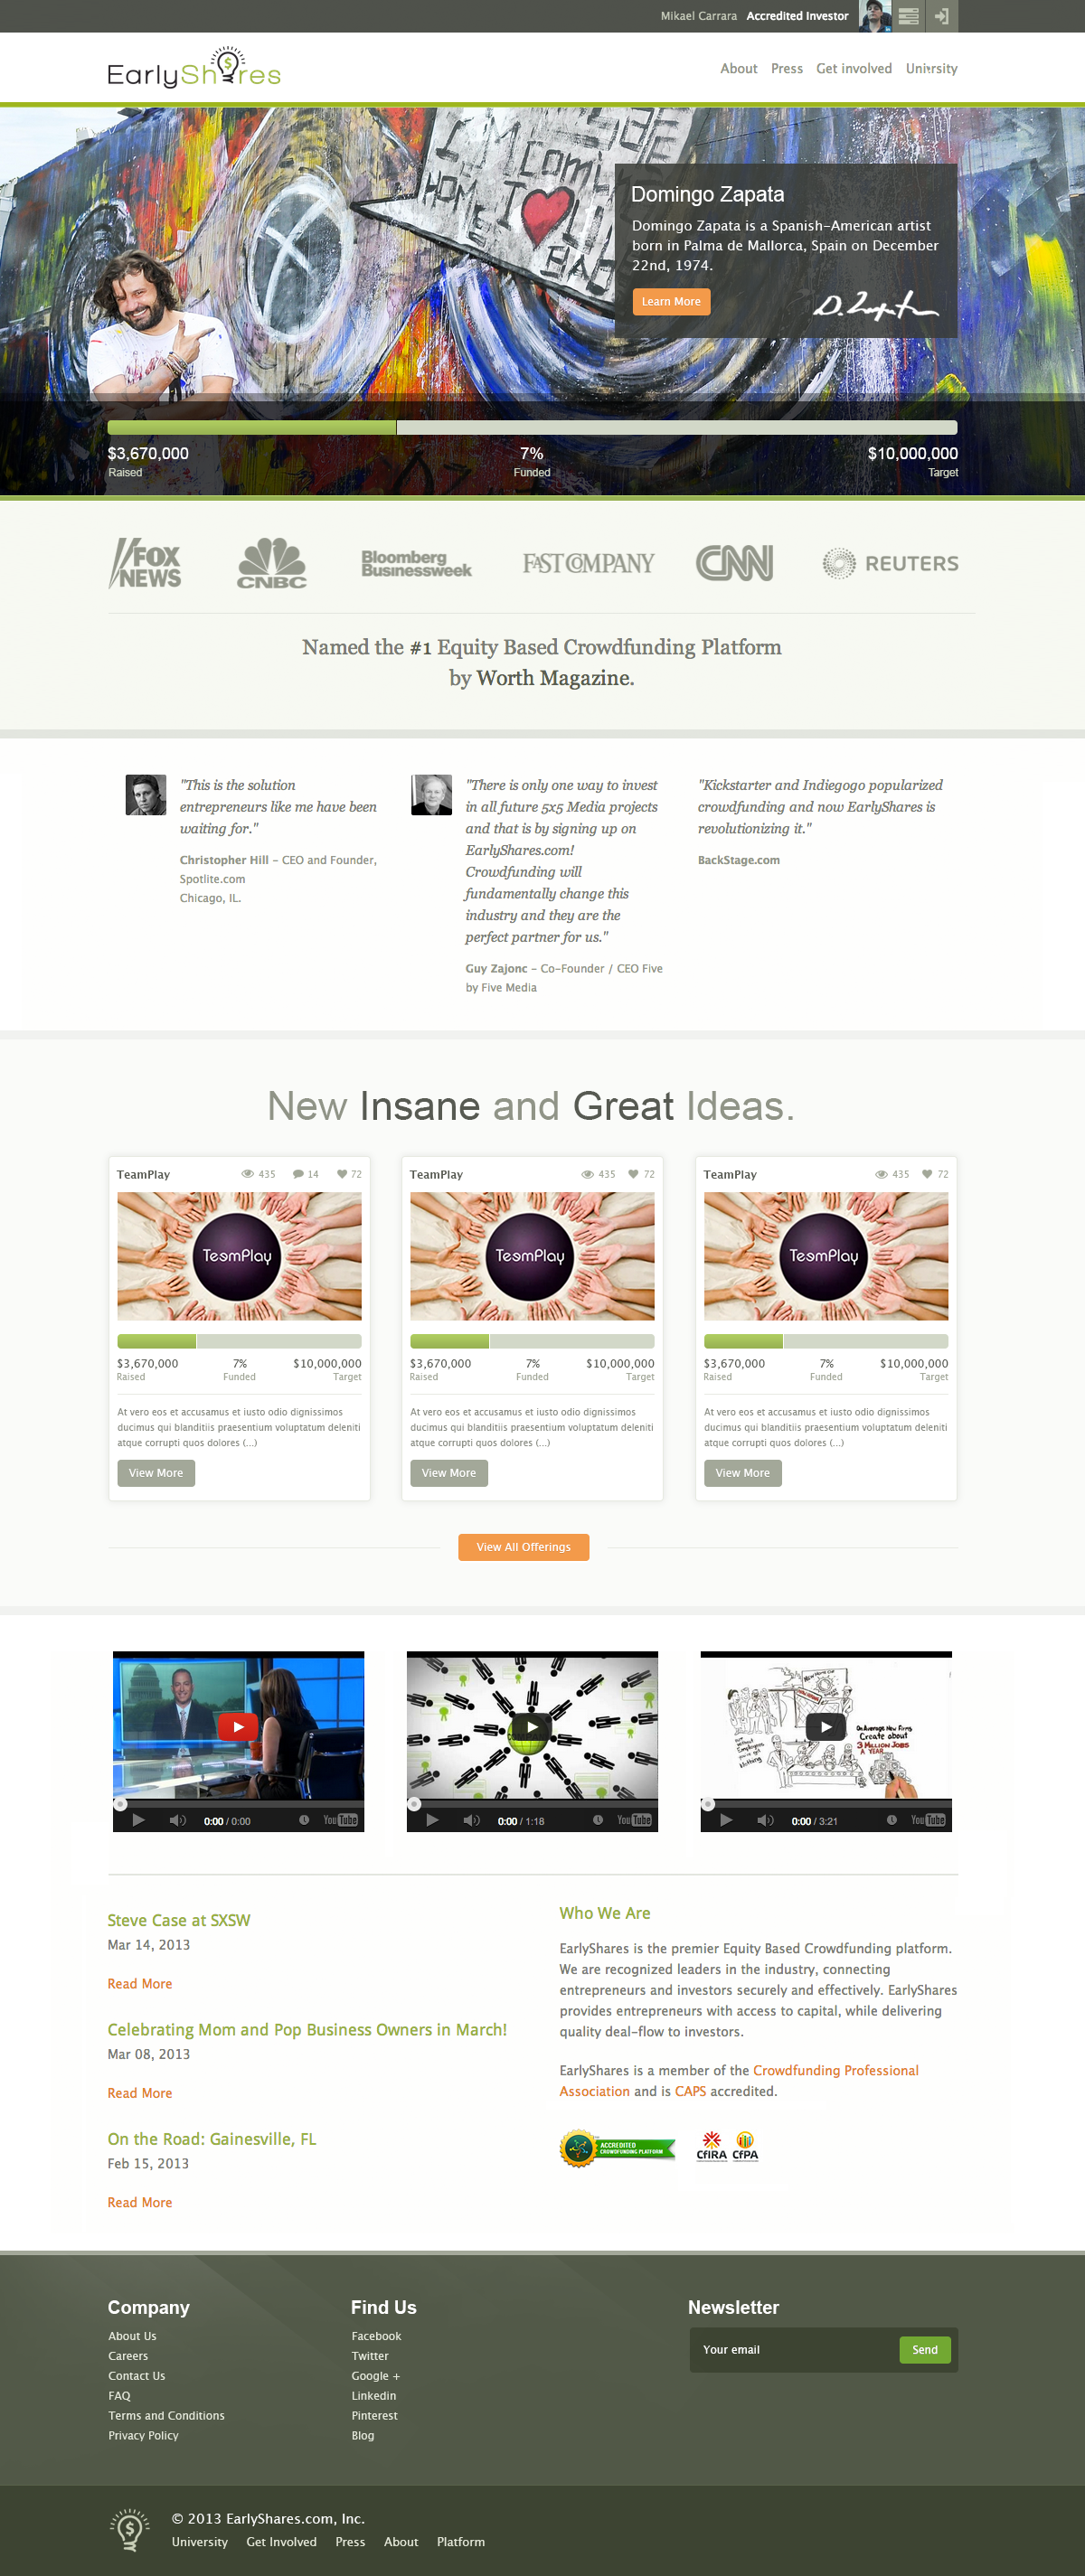 Mikael Carrara Accredited Investor
EarlyShares
About Press Get involved Univrsity
HOME
I
Domingo Zapata
Domingo Zapata is a Spanish-American artist
born in Palma de Mallorca, Spain on December
22nd, 1974.
Learn More
D. Zapata
$3,670,000 7% $10,000,000
Raised Funded Target
FOX NEWS CNBC Bloomberg Businessweek FAST COMPANY CNN REUTERS
Named the #1 Equity Based Crowdfunding Platform
by Worth Magazine.
"This is the solution
entrepreneurs like me have been
waiting for."
Christopher Hill - CEO and Founder,
Spotlite.com
Chicago, IL.
"There is only one way to invest
in all future 5x5 Media projects
and that is by signing up on
EarlyShares.com!
Crowdfunding will
fundamentally change this
industry and they are the
perfect partner for us."
Guy Zajonc - Co-Founder / CEO Five
by Five Media
"Kickstarter and Indiegogo popularized
crowdfunding and now EarlyShares is
revolutionizing it."
BackStage.com
New Insane and Great Ideas.
TeamPlay 435 14 72
TeamPlay
$3,670,000 7% $10,000,000
Raised Funded Target
At vero eos et accusamus et iusto odio dignissimos
ducimus qui blanditiis praesentium voluptatum deleniti
atque corrupti quos dolores (...)
View More
TeamPlay 435 72
TeamPlay
$3,670,000 7% $10,000,000
Raised Funded Target
At vero eos et accusamus et iusto odio dignissimos
ducimus qui blanditiis praesentium voluptatum deleniti
atque corrupti quos dolores (...)
View More
TeamPlay 435 72
TeamPlay
$3,670,000 7% $10,000,000
Raised Funded Target
At vero eos et accusamus et iusto odio dignissimos
ducimus qui blanditiis praesentium voluptatum deleniti
atque corrupti quos dolores (...)
View More
View All Offerings
0:00 / 0:00 YouTube
0:00 / 1:18 YouTube
On Average New Firms
Create about
3 MILLION JOBS
A YEAR
0:00 / 3:21 YouTube
Steve Case at SXSW
Mar 14, 2013
Read More
Celebrating Mom and Pop Business Owners in March!
Mar 08, 2013
Read More
On the Road: Gainesville, FL
Feb 15, 2013
Read More
Who We Are
EarlyShares is the premier Equity Based Crowdfunding platform.
We are recognized leaders in the industry, connecting
entrepreneurs and investors securely and effectively. EarlyShares
provides entrepreneurs with access to capital, while delivering
quality deal-flow to investors.
EarlyShares is a member of the Crowdfunding Professional
Association and is CAPS accredited.
ACCREDITED
CROWDFUNDING PLATFORM
CfIRA CfPA
Company
About Us
Careers
Contact Us
FAQ
Terms and Conditions
Privacy Policy
Find Us
Facebook
Twitter
Google +
Linkedin
Pinterest
Blog
Newsletter
Your email Send
© 2013 EarlyShares.com, Inc.
University Get Involved Press About Platform